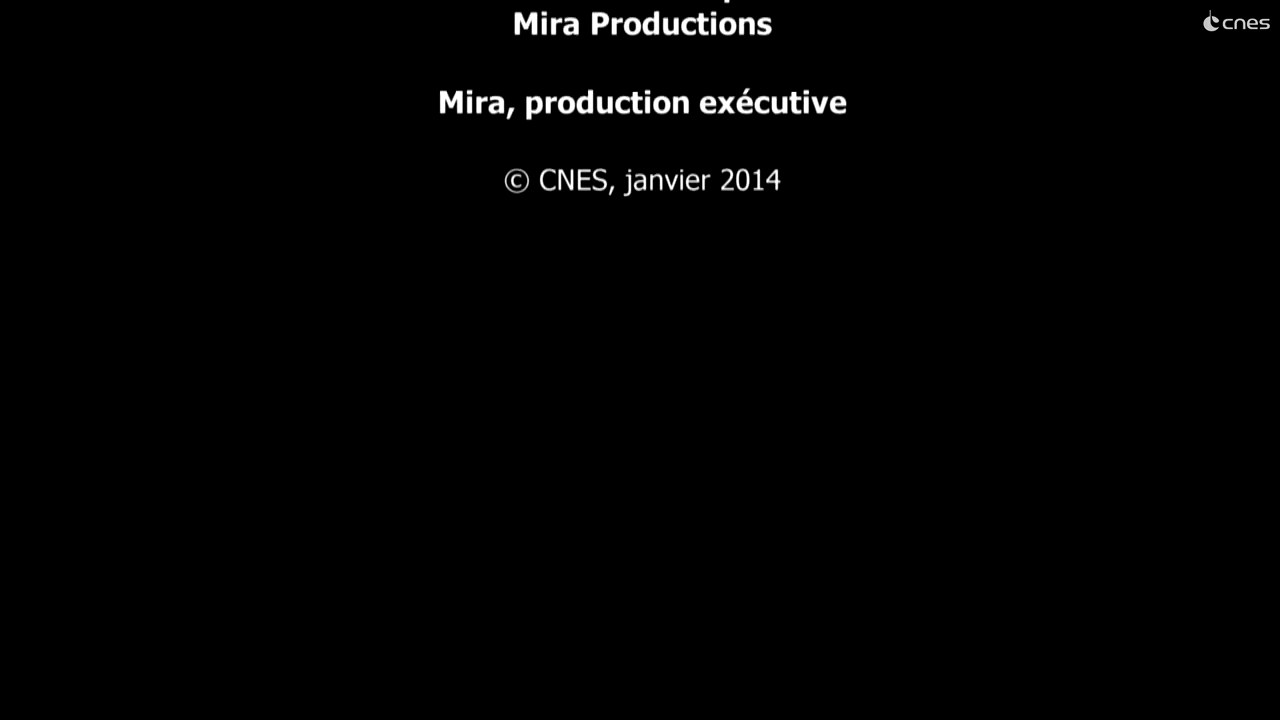 Mira Productions
Mira, production exécutive
© CNES, janvier 2014
cnes